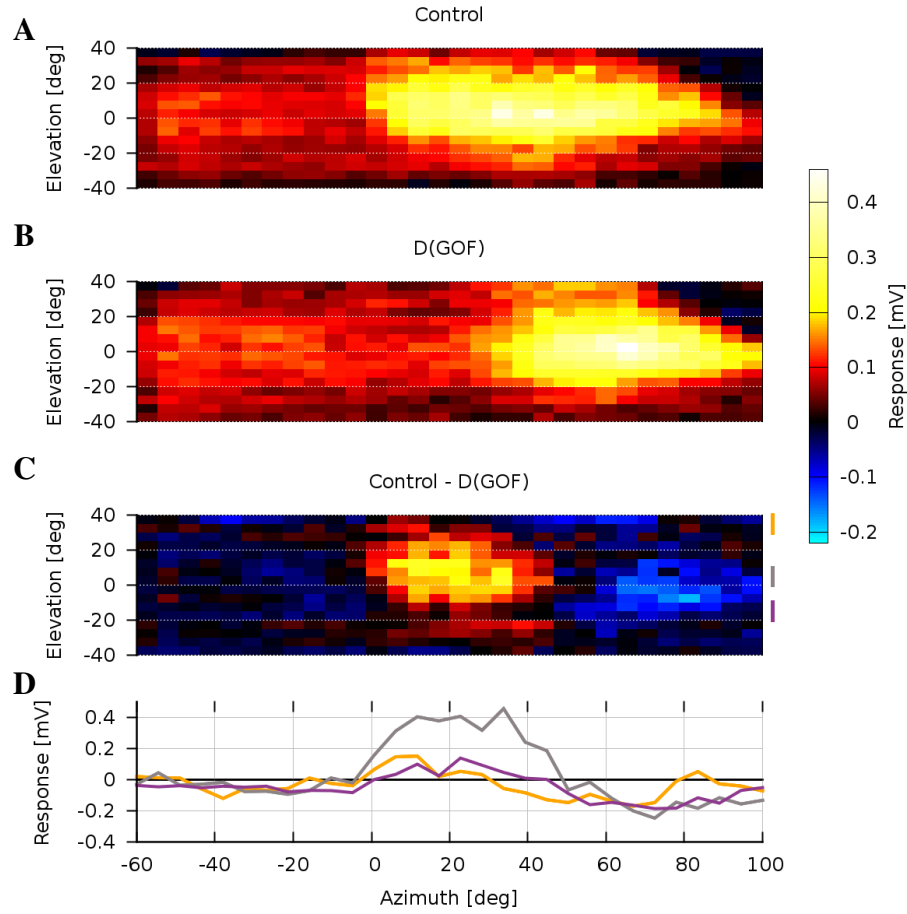 A
Control
Elevation [deg]
40
20
0
-20
-40
B
D(GOF)
Elevation [deg]
40
20
0
-20
-40
0.4
0.3
0.2
0.1
0
-0.1
-0.2
Response [mV]
C
Control - D(GOF)
Elevation [deg]
40
20
0
-20
-40
D
Response [mV]
0.4
0.2
0
-0.2
-0.4
-60 -40 -20 0 20 40 60 80 100
Azimuth [deg]